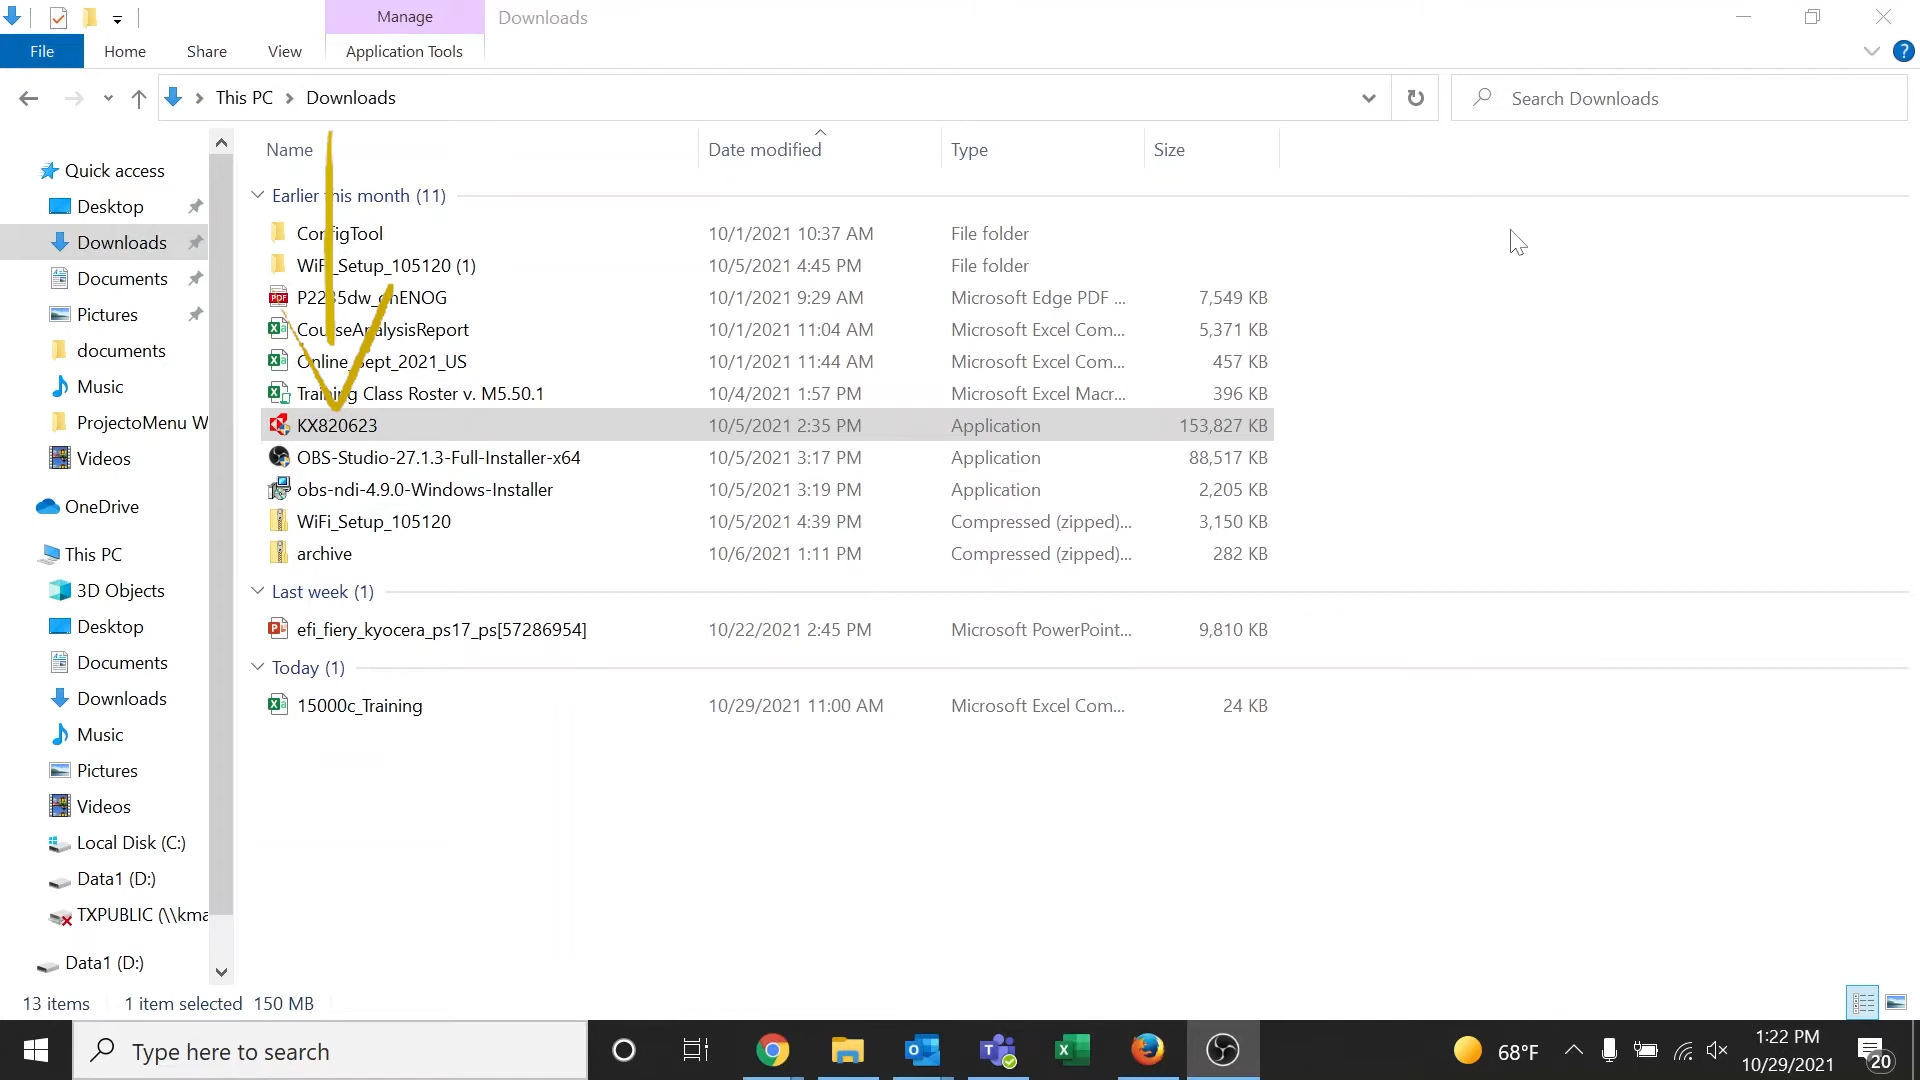 Manage
Downloads
File
Home
Share
View
Application Tools
?
This PC
Downloads
Search Downloads
Name
Date modified
Type
Size
Quick access
Desktop
Downloads
Documents
Pictures
documents
Music
ProjectoMenu W
Videos
OneDrive
This PC
3D Objects
Desktop
Documents
Downloads
Music
Pictures
Videos
Local Disk (C:)
Data1 (D:)
TXPUBLIC (\\kma
Data1 (D:)
Earlier this month (11)
ConfigTool 10/1/2021 10:37 AM File folder
WiFi_Setup_105120 (1) 10/5/2021 4:45 PM File folder
PDF P2235dw_enENOG 10/1/2021 9:29 AM Microsoft Edge PDF ... 7,549 KB
CourseAnalysisReport 10/1/2021 11:04 AM Microsoft Excel Com... 5,371 KB
Online_Sept_2021_US 10/1/2021 11:44 AM Microsoft Excel Com... 457 KB
Training Class Roster v. M5.50.1 10/4/2021 1:57 PM Microsoft Excel Macr... 396 KB
KX820623 10/5/2021 2:35 PM Application 153,827 KB
OBS-Studio-27.1.3-Full-Installer-x64 10/5/2021 3:17 PM Application 88,517 KB
obs-ndi-4.9.0-Windows-Installer 10/5/2021 3:19 PM Application 2,205 KB
WiFi_Setup_105120 10/5/2021 4:39 PM Compressed (zipped)... 3,150 KB
archive 10/6/2021 1:11 PM Compressed (zipped)... 282 KB
Last week (1)
efi_fiery_kyocera_ps17_ps[57286954] 10/22/2021 2:45 PM Microsoft PowerPoint... 9,810 KB
Today (1)
15000c_Training 10/29/2021 11:00 AM Microsoft Excel Com... 24 KB
13 items 1 item selected 150 MB
Type here to search
68°F
1:22 PM
10/29/2021
20